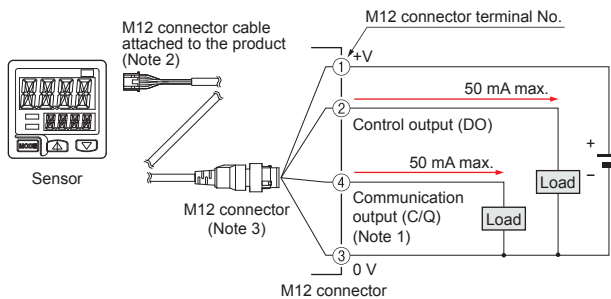 M12 connector terminal No.
M12 connector cable
attached to the product
(Note 2)
1
+V
50 mA max.
2
Control output (DO)
50 mA max.
+
−
Load
4
Load
Communication
output (C/Q)
(Note 1)
MODE
Sensor
M12 connector
(Note 3)
3
0 V
M12 connector